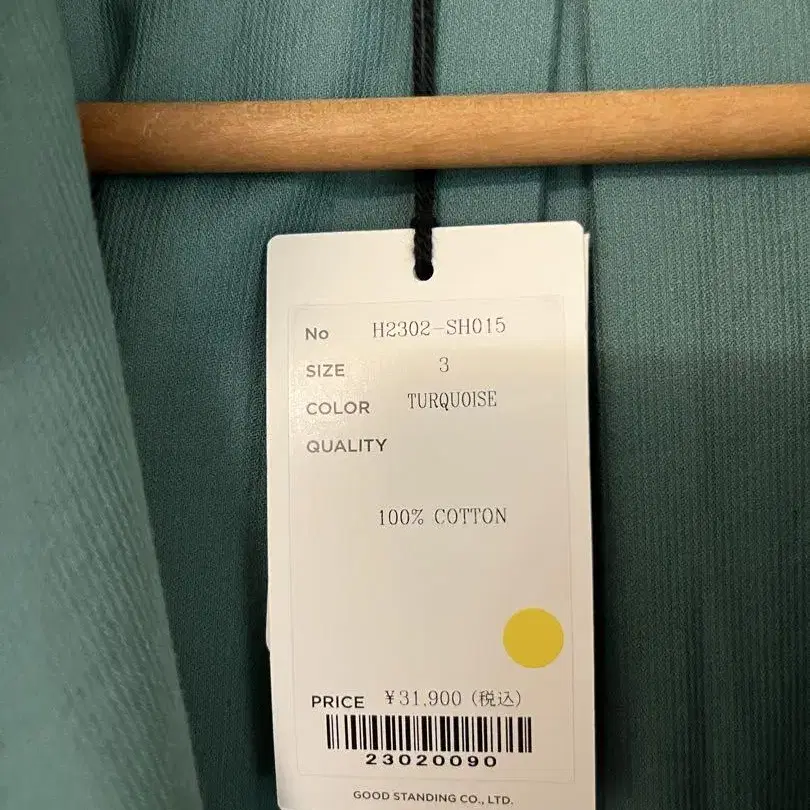 No H2302-SH015
SIZE 3
COLOR TURQUOISE
QUALITY
100% COTTON
PRICE ¥31,900 (税込)
23020090
GOOD STANDING CO., LTD.